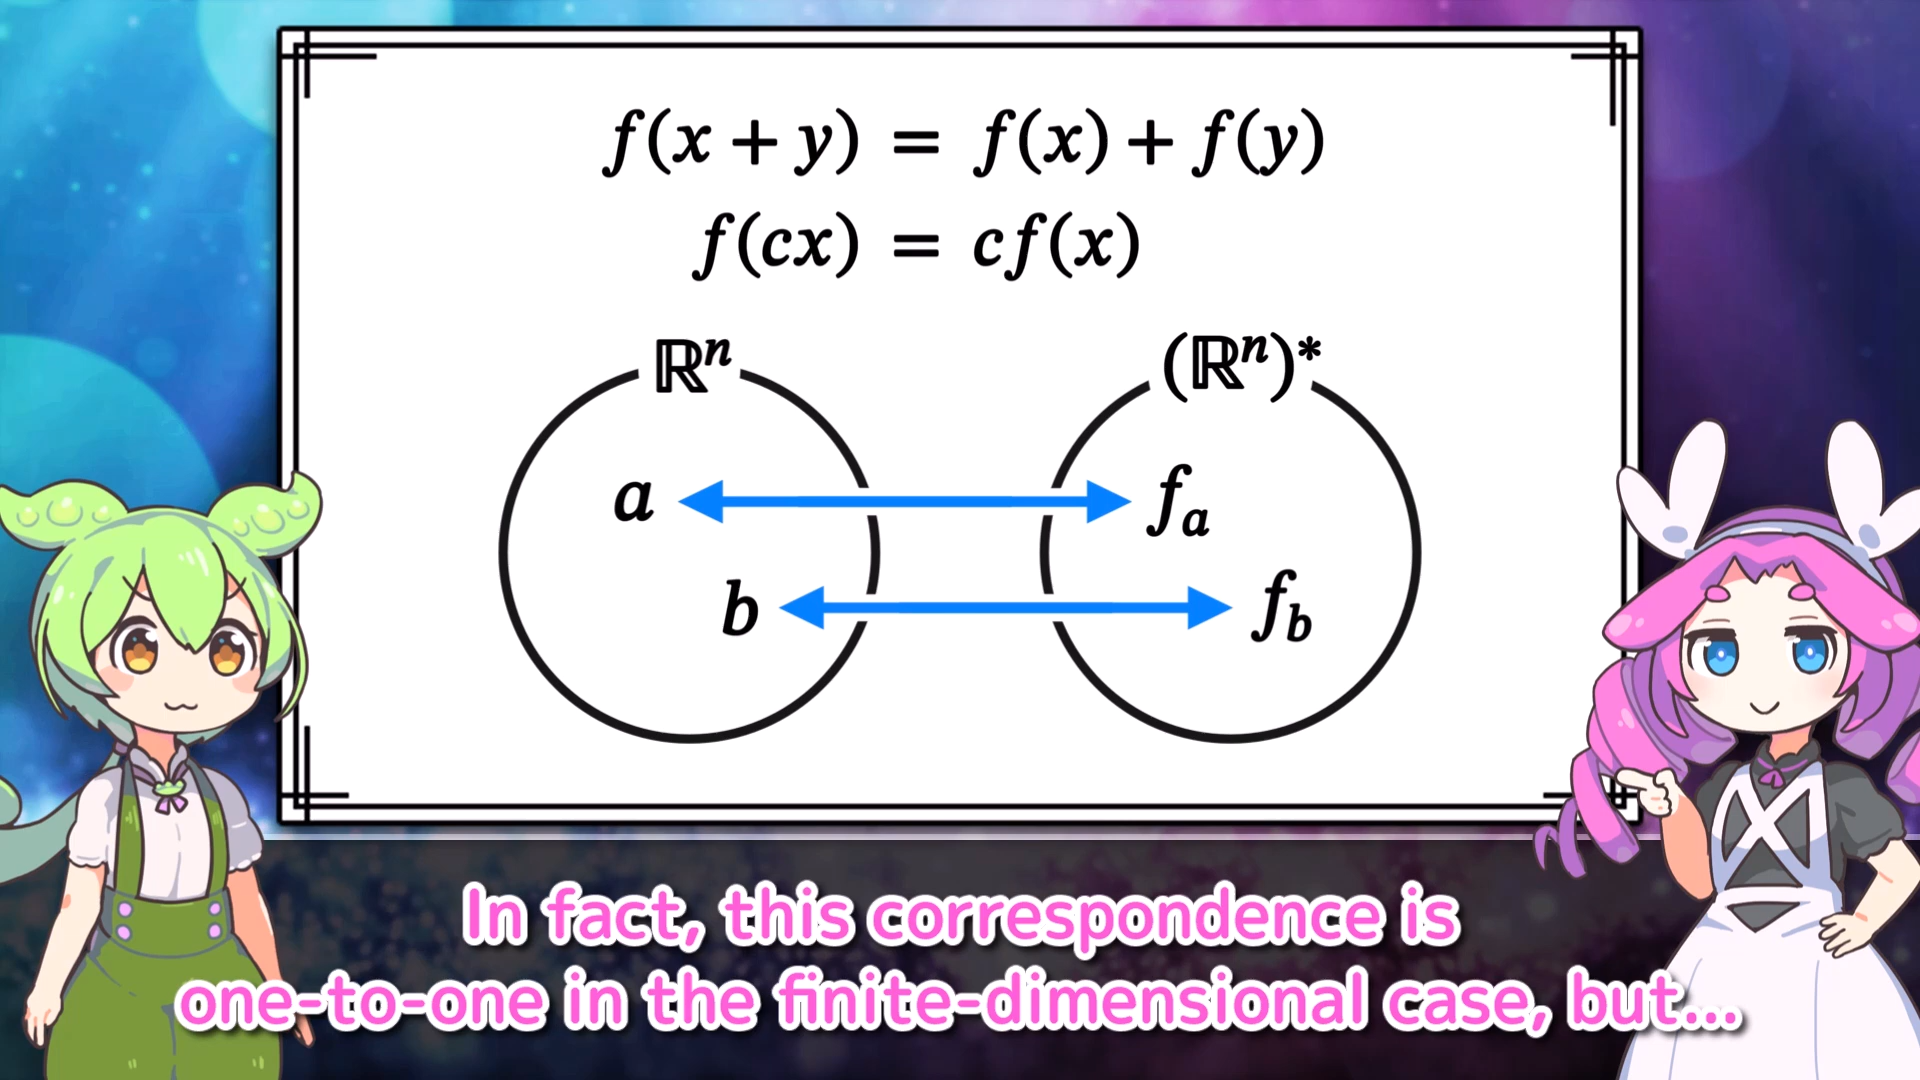 f(x + y) = f(x) + f(y)
f(cx) = cf(x)
ℝⁿ
(ℝⁿ)*
a
f_a
b
f_b
In fact, this correspondence is
one-to-one in the finite-dimensional case, but...